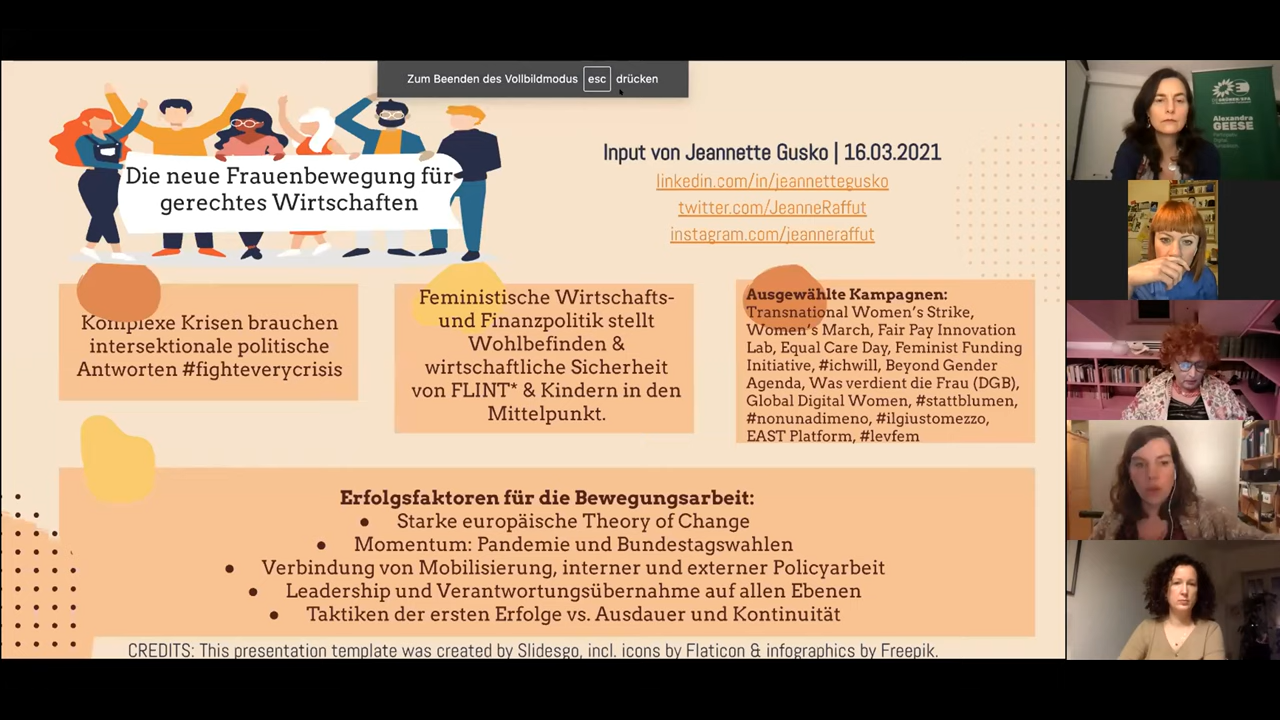 Zum Beenden des Vollbildmodus esc drücken
Die neue Frauenbewegung für
gerechtes Wirtschaften
Input von Jeannette Gusko | 16.03.2021
linkedin.com/in/jeannettegusko
twitter.com/JeanneRaffut
instagram.com/jeanneraffut
Komplexe Krisen brauchen
intersektionale politische
Antworten #fighteverycrisis
Feministische Wirtschafts-
und Finanzpolitik stellt
Wohlbefinden &
wirtschaftliche Sicherheit
von FLINT* & Kindern in den
Mittelpunkt.
Ausgewählte Kampagnen:
Transnational Women's Strike,
Women's March, Fair Pay Innovation
Lab, Equal Care Day, Feminist Funding
Initiative, #ichwill, Beyond Gender
Agenda, Was verdient die Frau (DGB),
Global Digital Women, #stattblumen,
#nonunadimeno, #ilgiustomezzo,
EAST Platform, #levfem
Erfolgsfaktoren für die Bewegungsarbeit:
● Starke europäische Theory of Change
● Momentum: Pandemie und Bundestagswahlen
● Verbindung von Mobilisierung, interner und externer Policyarbeit
● Leadership und Verantwortungsübernahme auf allen Ebenen
● Taktiken der ersten Erfolge vs. Ausdauer und Kontinuität
CREDITS: This presentation template was created by Slidesgo, incl. icons by Flaticon & infographics by Freepik.
Alexandra
GEESE